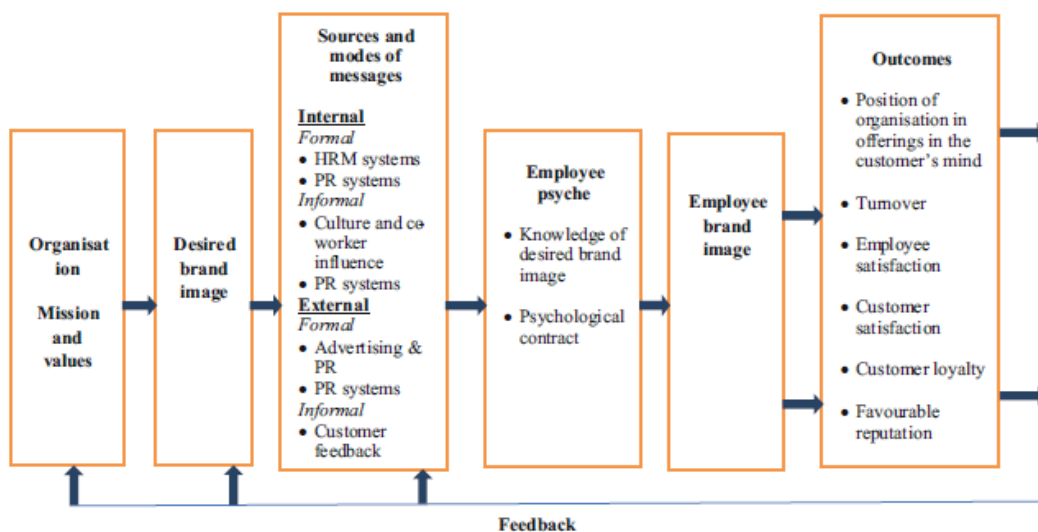 Organisat
ion
Mission
and
values
Desired
brand
image
Sources and
modes of
messages
Internal
Formal
• HRM systems
• PR systems
Informal
• Culture and co-
worker
influence
• PR systems
External
Formal
• Advertising &
PR
• PR systems
Informal
• Customer
feedback
Employee
psyche
• Knowledge of
desired brand
image
• Psychological
contract
Employee
brand
image
Outcomes
• Position of
organisation in
offerings in the
customer's mind
• Turnover
• Employee
satisfaction
• Customer
satisfaction
• Customer loyalty
• Favourable
reputation
Feedback